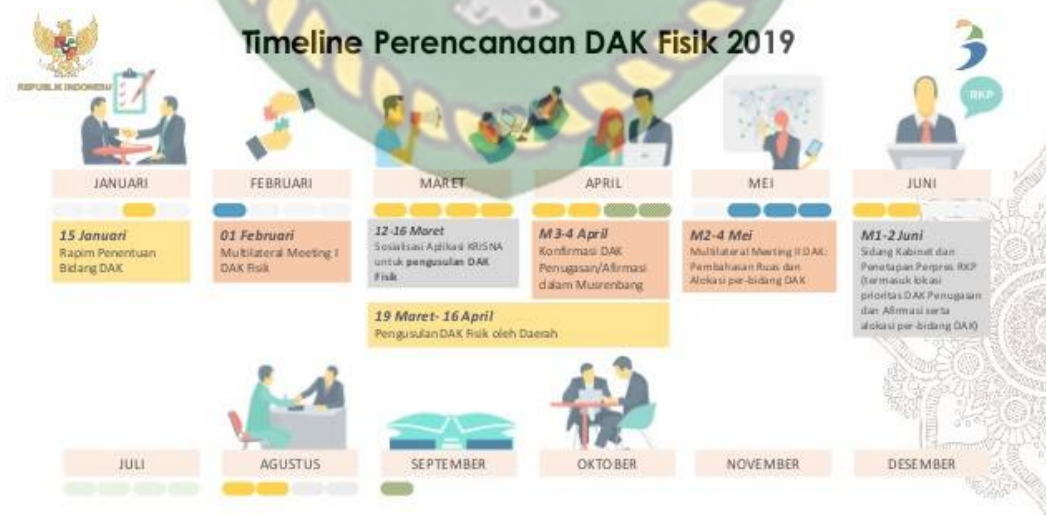 Timeline Perencanaan DAK Fisik 2019
REPUBLIK INDONESIA
RKP
JANUARI
FEBRUARI
MARET
APRIL
MEI
JUNI
15 Januari
Rapim Penentuan
Bidang DAK
01 Februari
Multilateral Meeting I
DAK Fisik
12-16 Maret
Sosialisasi Aplikasi KRISNA
untuk pengusulan DAK
Fisik
M3-4 April
Konfirmasi DAK
Penugasan/Afirmasi
dalam Musrenbang
19 Maret- 16 April
Pengusulan DAK Fisik oleh Daerah
M2-4 Mei
Multilateral Meeting II DAK:
Pembahasan Ruas dan
Alokasi per-bidang DAK
M1-2 Juni
Sidang Kabinet dan
Penetapan Perpres RKP
(termasuk lokasi
prioritas DAK Penugasan
dan Afirmasi serta
alokasi per-bidang DAK)
JULI
AGUSTUS
SEPTEMBER
OKTOBER
NOVEMBER
DESEMBER